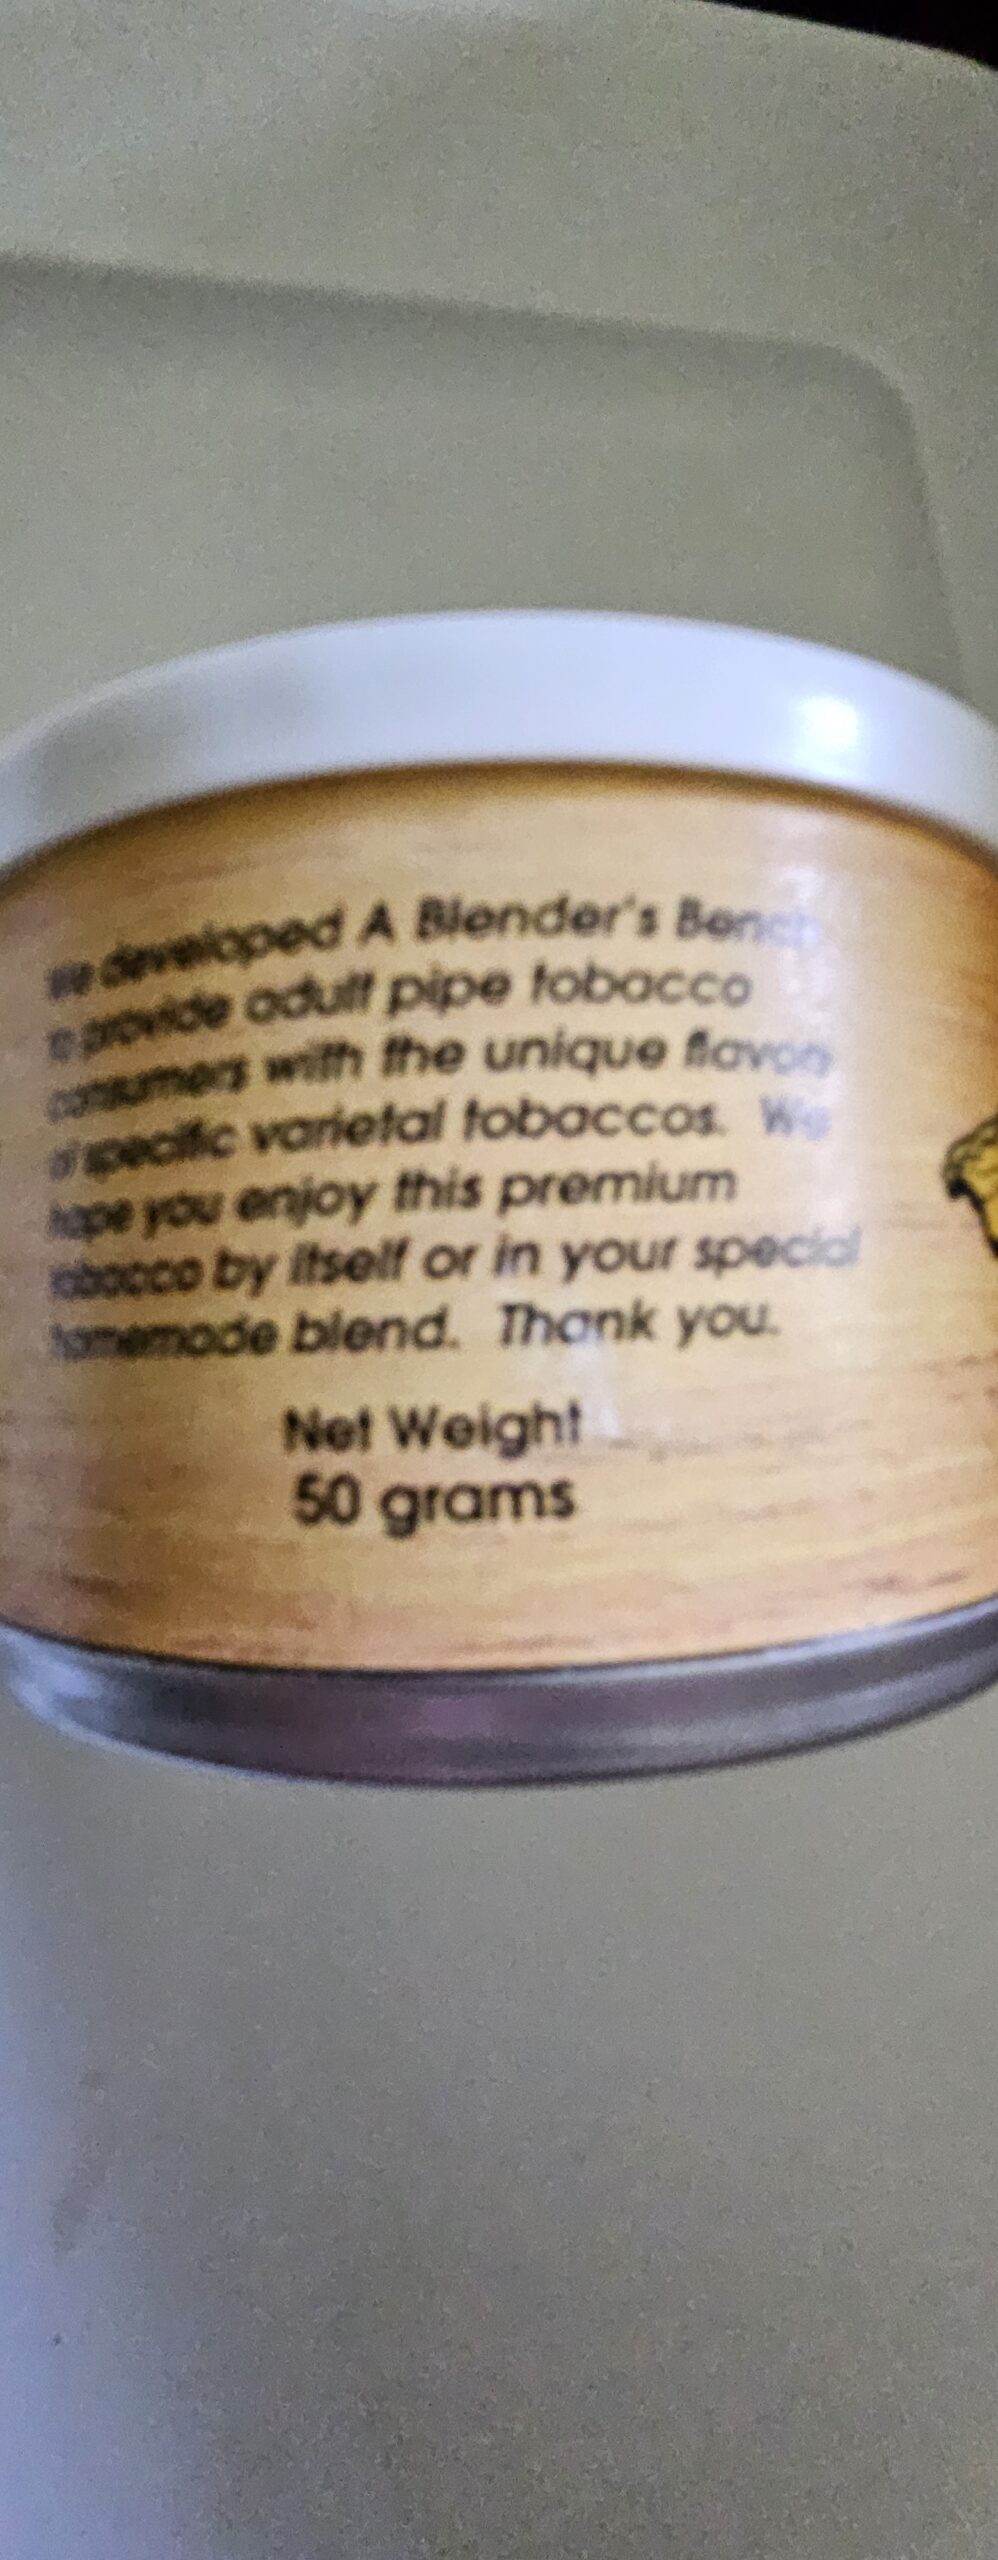 We developed A Blender's Bench
to provide adult pipe tobacco
consumers with the unique flavors
of specific varietal tobaccos. We
hope you enjoy this premium
tobacco by itself or in your special
homemade blend. Thank you.
Net Weight
50 grams